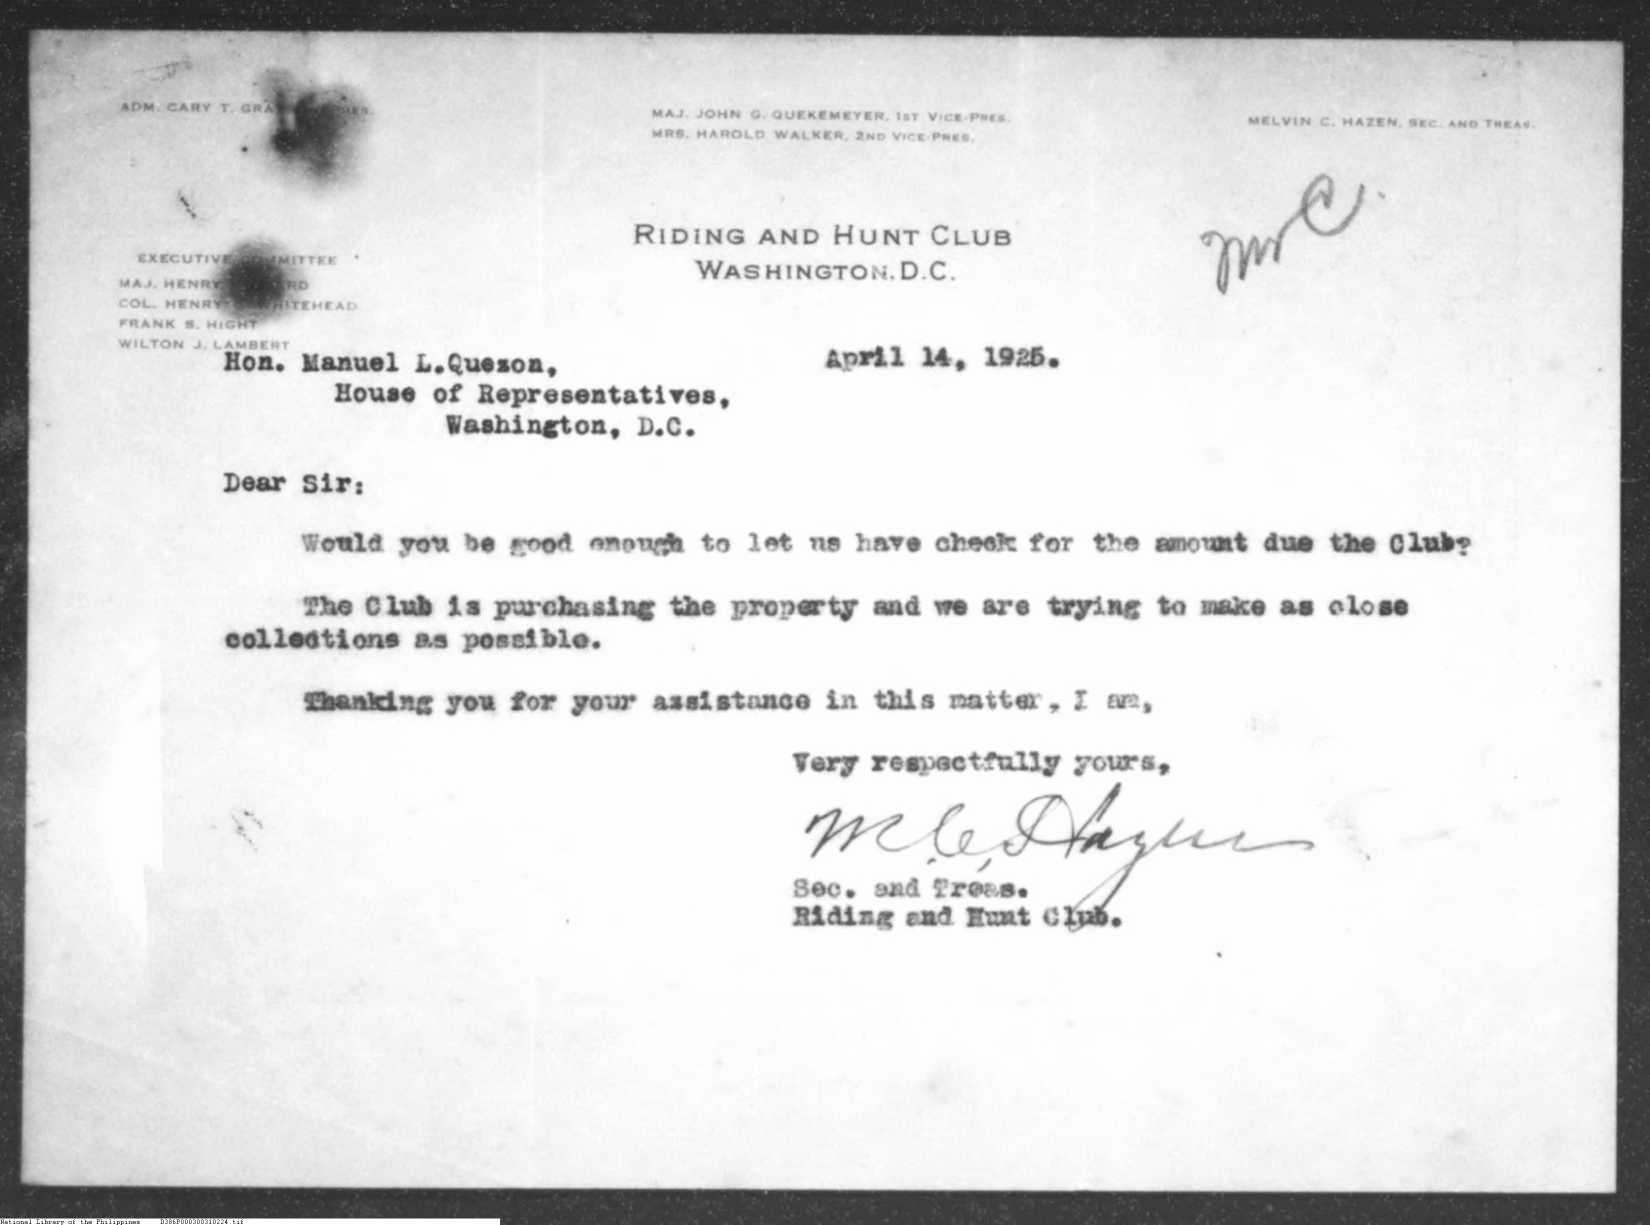 ADM. CARY T.
MAJ. JOHN G. QUEKEMEYER, 1ST VICE-PRES.
MRS. HAROLD WALKER, 2ND VICE-PRES.
MELVIN C. HAZEN, SEC. AND TREAS.
Mr C.
RIDING AND HUNT CLUB
WASHINGTON, D.C.
EXECUTIVE COMMITTEE
MAJ. HENRY
COL. HENRY WHITEHEAD
FRANK S. HIGHT
WILTON J. LAMBERT
Hon. Manuel L.Quezon,
April 14, 1925.
House of Representatives,
Washington, D.C.
Dear Sir:
Would you be good enough to let us have check for the amount due the Club?
The Club is purchasing the property and we are trying to make as close
collections as possible.
Thanking you for your assistance in this matter, I am,
Very respectfully yours,
M. C. Hazen
Sec. and Treas.
Riding and Hunt Club.
National Library of the Philippines D386P000300310224.tif